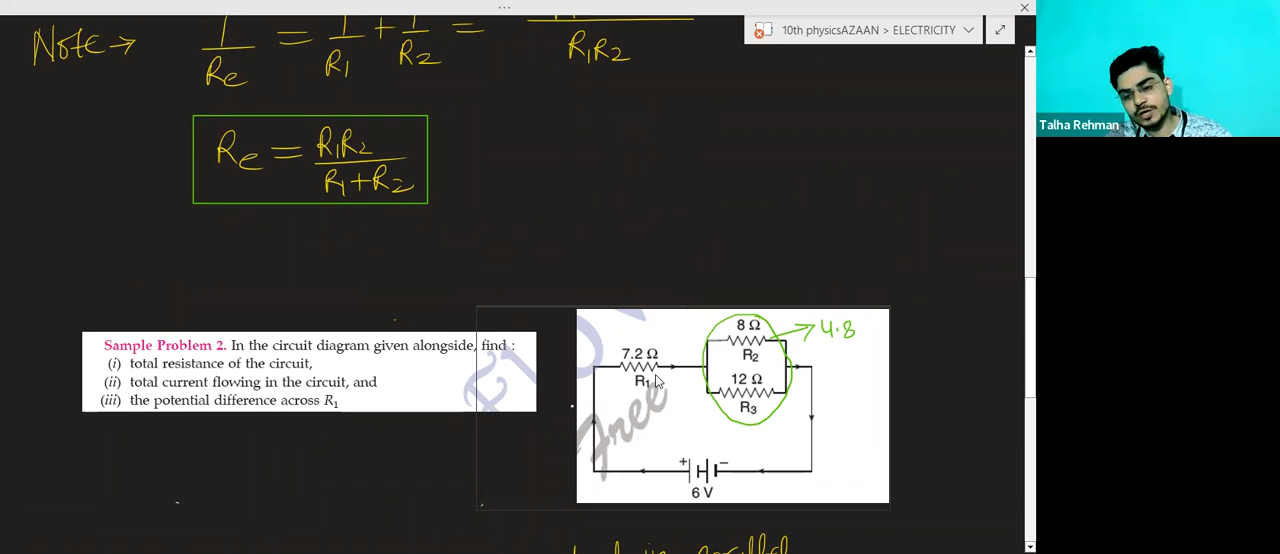 10th physicsAZAAN > ELECTRICITY
Talha Rehman
Note → 1/Re = 1/R1 + 1/R2 = /R1R2
Re = R1R2/R1+R2
Sample Problem 2. In the circuit diagram given alongside, find :
(i) total resistance of the circuit,
(ii) total current flowing in the circuit, and
(iii) the potential difference across R1
8 Ω
4.8
R2
7.2 Ω
R1
12 Ω
R3
Free
+ −
6 V